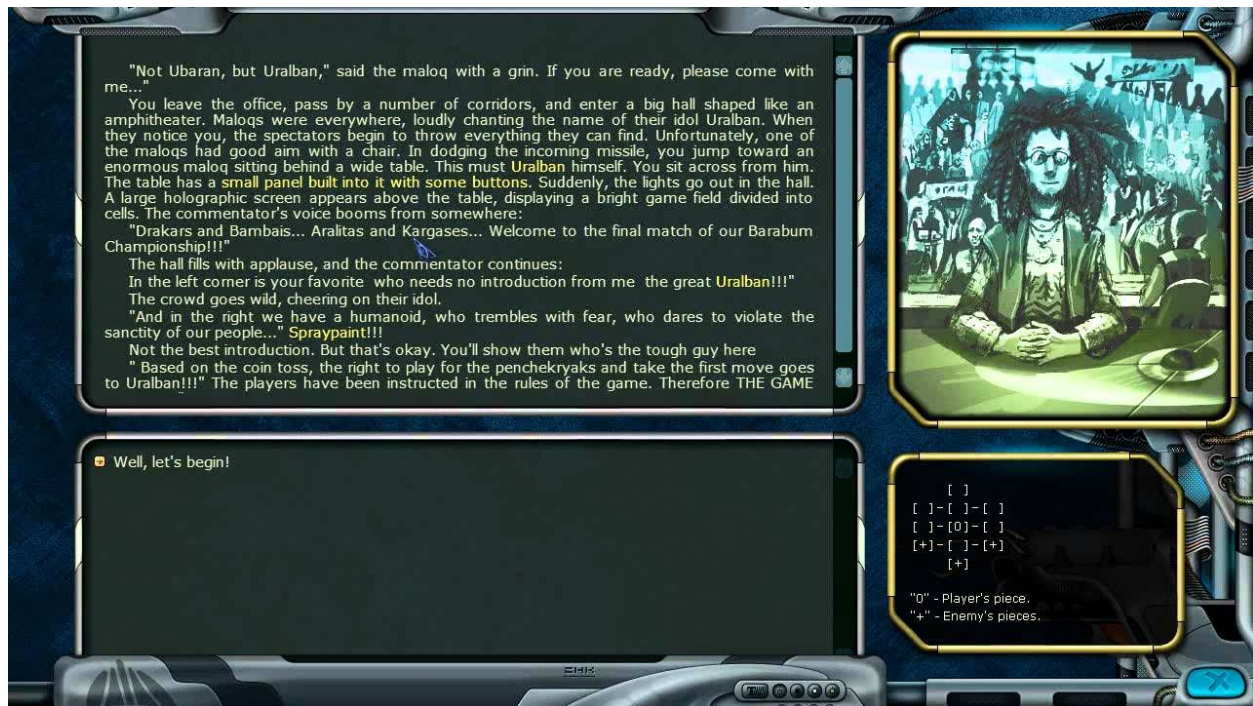 "Not Ubaran, but Uralban," said the maloq with a grin. If you are ready, please come with
me..."
You leave the office, pass by a number of corridors, and enter a big hall shaped like an
amphitheater. Maloqs were everywhere, loudly chanting the name of their idol Uralban. When
they notice you, the spectators begin to throw everything they can find. Unfortunately, one of
the maloqs had good aim with a chair. In dodging the incoming missile, you jump toward an
enormous maloq sitting behind a wide table. This must Uralban himself. You sit across from him.
The table has a small panel built into it with some buttons. Suddenly, the lights go out in the hall.
A large holographic screen appears above the table, displaying a bright game field divided into
cells. The commentator's voice booms from somewhere:
"Drakars and Bambais... Aralitas and Kargases... Welcome to the final match of our Barabum
Championship!!!"
The hall fills with applause, and the commentator continues:
In the left corner is your favorite  who needs no introduction from me  the great Uralban!!!"
The crowd goes wild, cheering on their idol.
"And in the right we have a humanoid, who trembles with fear, who dares to violate the
sanctity of our people..." Spraypaint!!!
Not the best introduction. But that's okay. You'll show them who's the tough guy here
" Based on the coin toss, the right to play for the penchekryaks and take the first move goes
to Uralban!!!" The players have been instructed in the rules of the game. Therefore THE GAME
Well, let's begin!
[ ]
[ ]-[ ]-[ ]
[ ]-[0]-[ ]
[+]-[ ]-[+]
[+]
"0" - Player's piece.
"+" - Enemy's pieces.